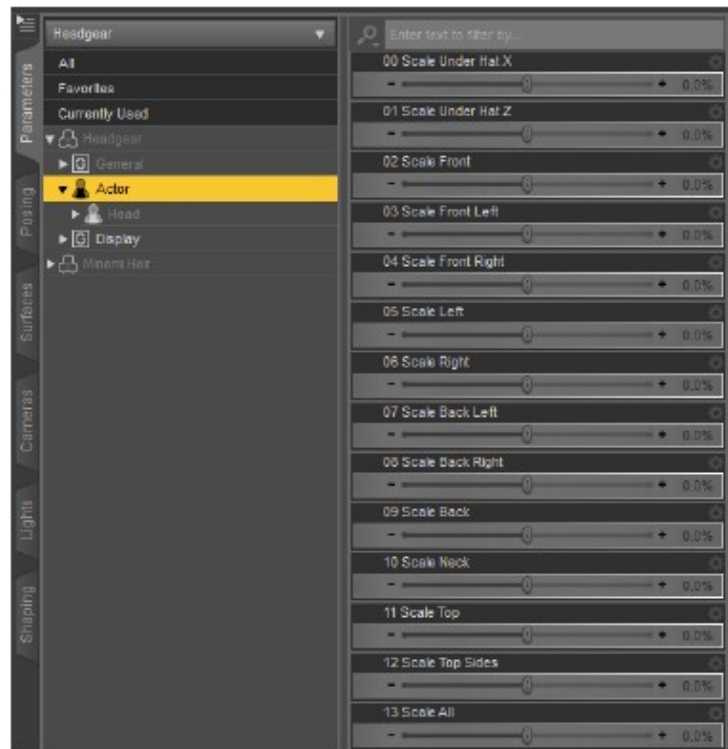 Headgear
Enter text to filter by...
All
Favorites
Currently Used
Headgear
General
Actor
Head
Display
Minami Hair
Parameters
Posing
Surfaces
Cameras
Lights
Shaping
00 Scale Under Hat X
0.0%
01 Scale Under Hat Z
0.0%
02 Scale Front
0.0%
03 Scale Front Left
0.0%
04 Scale Front Right
0.0%
05 Scale Left
0.0%
06 Scale Right
0.0%
07 Scale Back Left
0.0%
08 Scale Back Right
0.0%
09 Scale Back
0.0%
10 Scale Neck
0.0%
11 Scale Top
0.0%
12 Scale Top Sides
0.0%
13 Scale All
0.0%